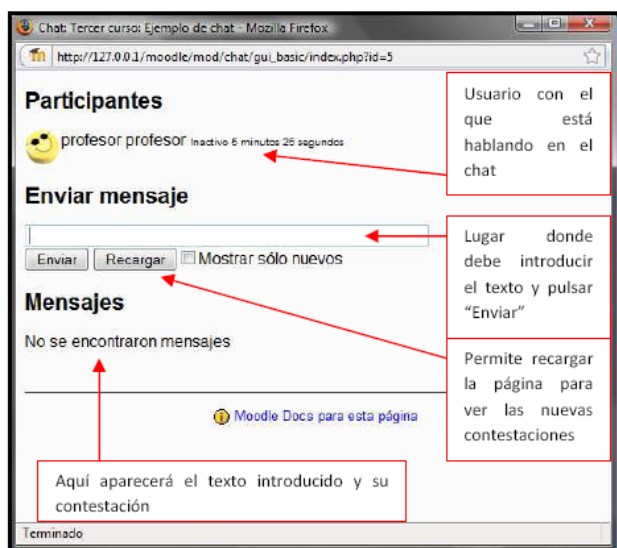 Chat: Tercer curso: Ejemplo de chat - Mozilla Firefox
http://127.0.0.1/moodle/mod/chat/gui_basic/index.php?id=5
Participantes
profesor profesor Inactivo 6 minutos 26 segundos
Usuario con el
que está
hablando en el
chat
Enviar mensaje
Enviar Recargar Mostrar sólo nuevos
Lugar donde
debe introducir
el texto y pulsar
“Enviar”
Mensajes
No se encontraron mensajes
Permite recargar
la página para
ver las nuevas
contestaciones
Moodle Docs para esta página
Aquí aparecerá el texto introducido y su
contestación
Terminado